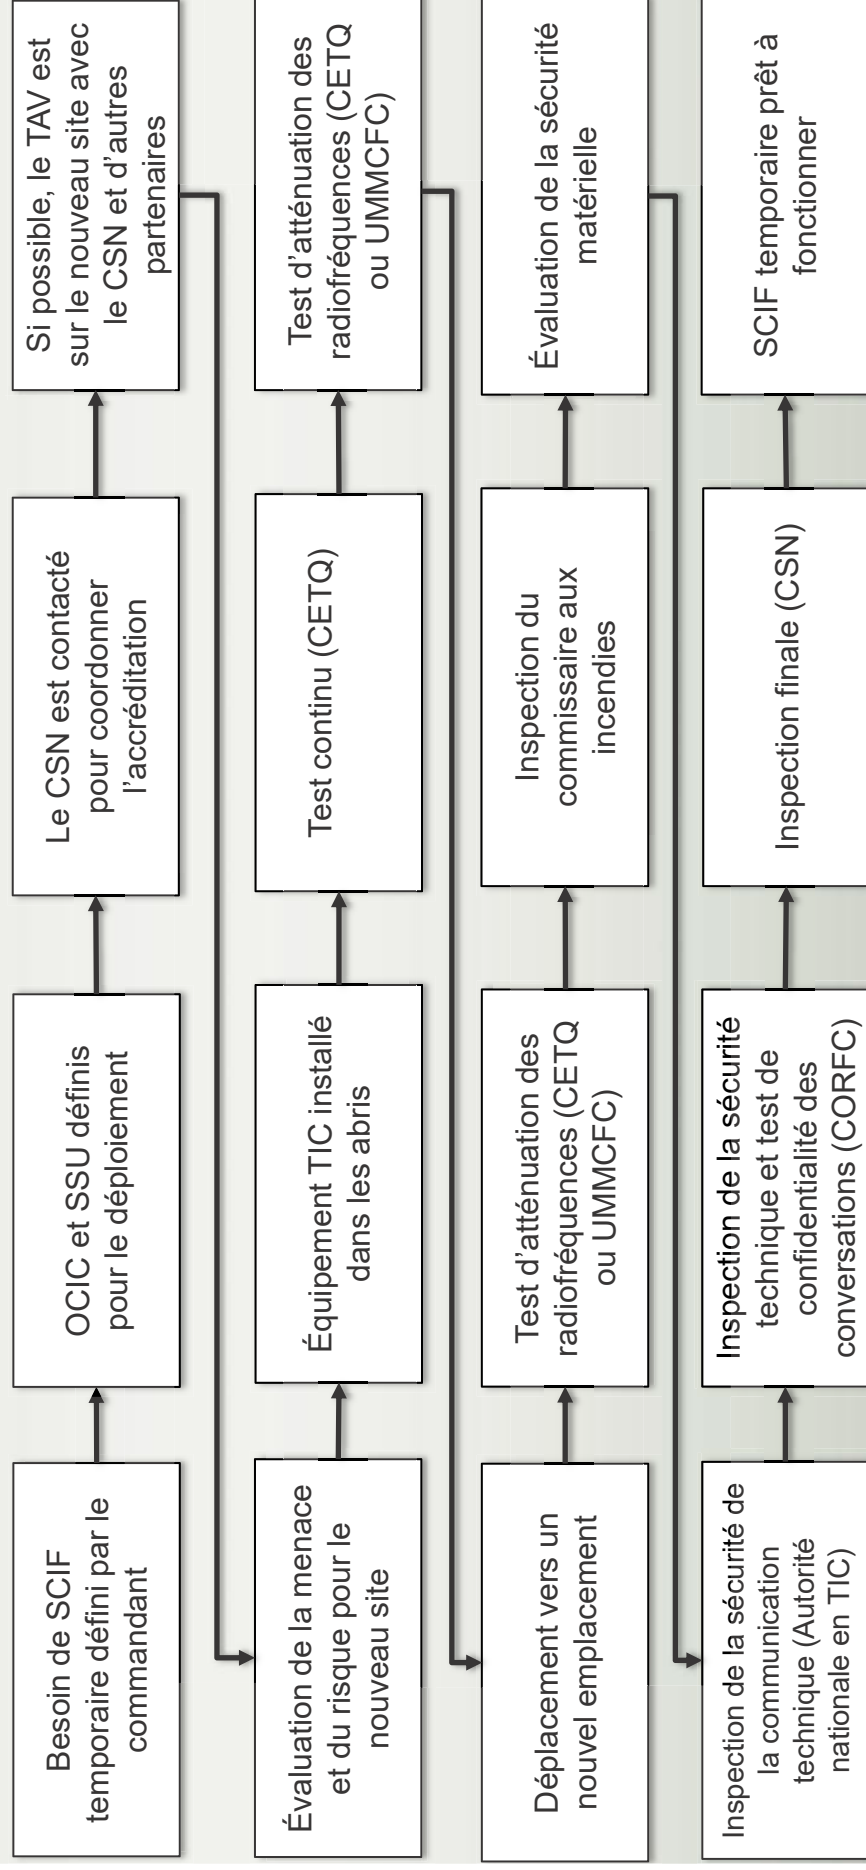 Besoin de SCIF
temporaire défini par le
commandant
OCIC et SSU définis
pour le déploiement
Le CSN est contacté
pour coordonner
l'accréditation
Si possible, le TAV est
sur le nouveau site avec
le CSN et d'autres
partenaires
Évaluation de la menace
et du risque pour le
nouveau site
Équipement TIC installé
dans les abris
Test continu (CETQ)
Test d'atténuation des
radiofréquences (CETQ
ou UMMCFC)
Déplacement vers un
nouvel emplacement
Test d'atténuation des
radiofréquences (CETQ
ou UMMCFC)
Inspection du
commissaire aux
incendies
Évaluation de la sécurité
matérielle
Inspection de la sécurité de
la communication
technique (Autorité
nationale en TIC)
Inspection de la sécurité
technique et test de
confidentialité des
conversations (CORFC)
Inspection finale (CSN)
SCIF temporaire prêt à
fonctionner